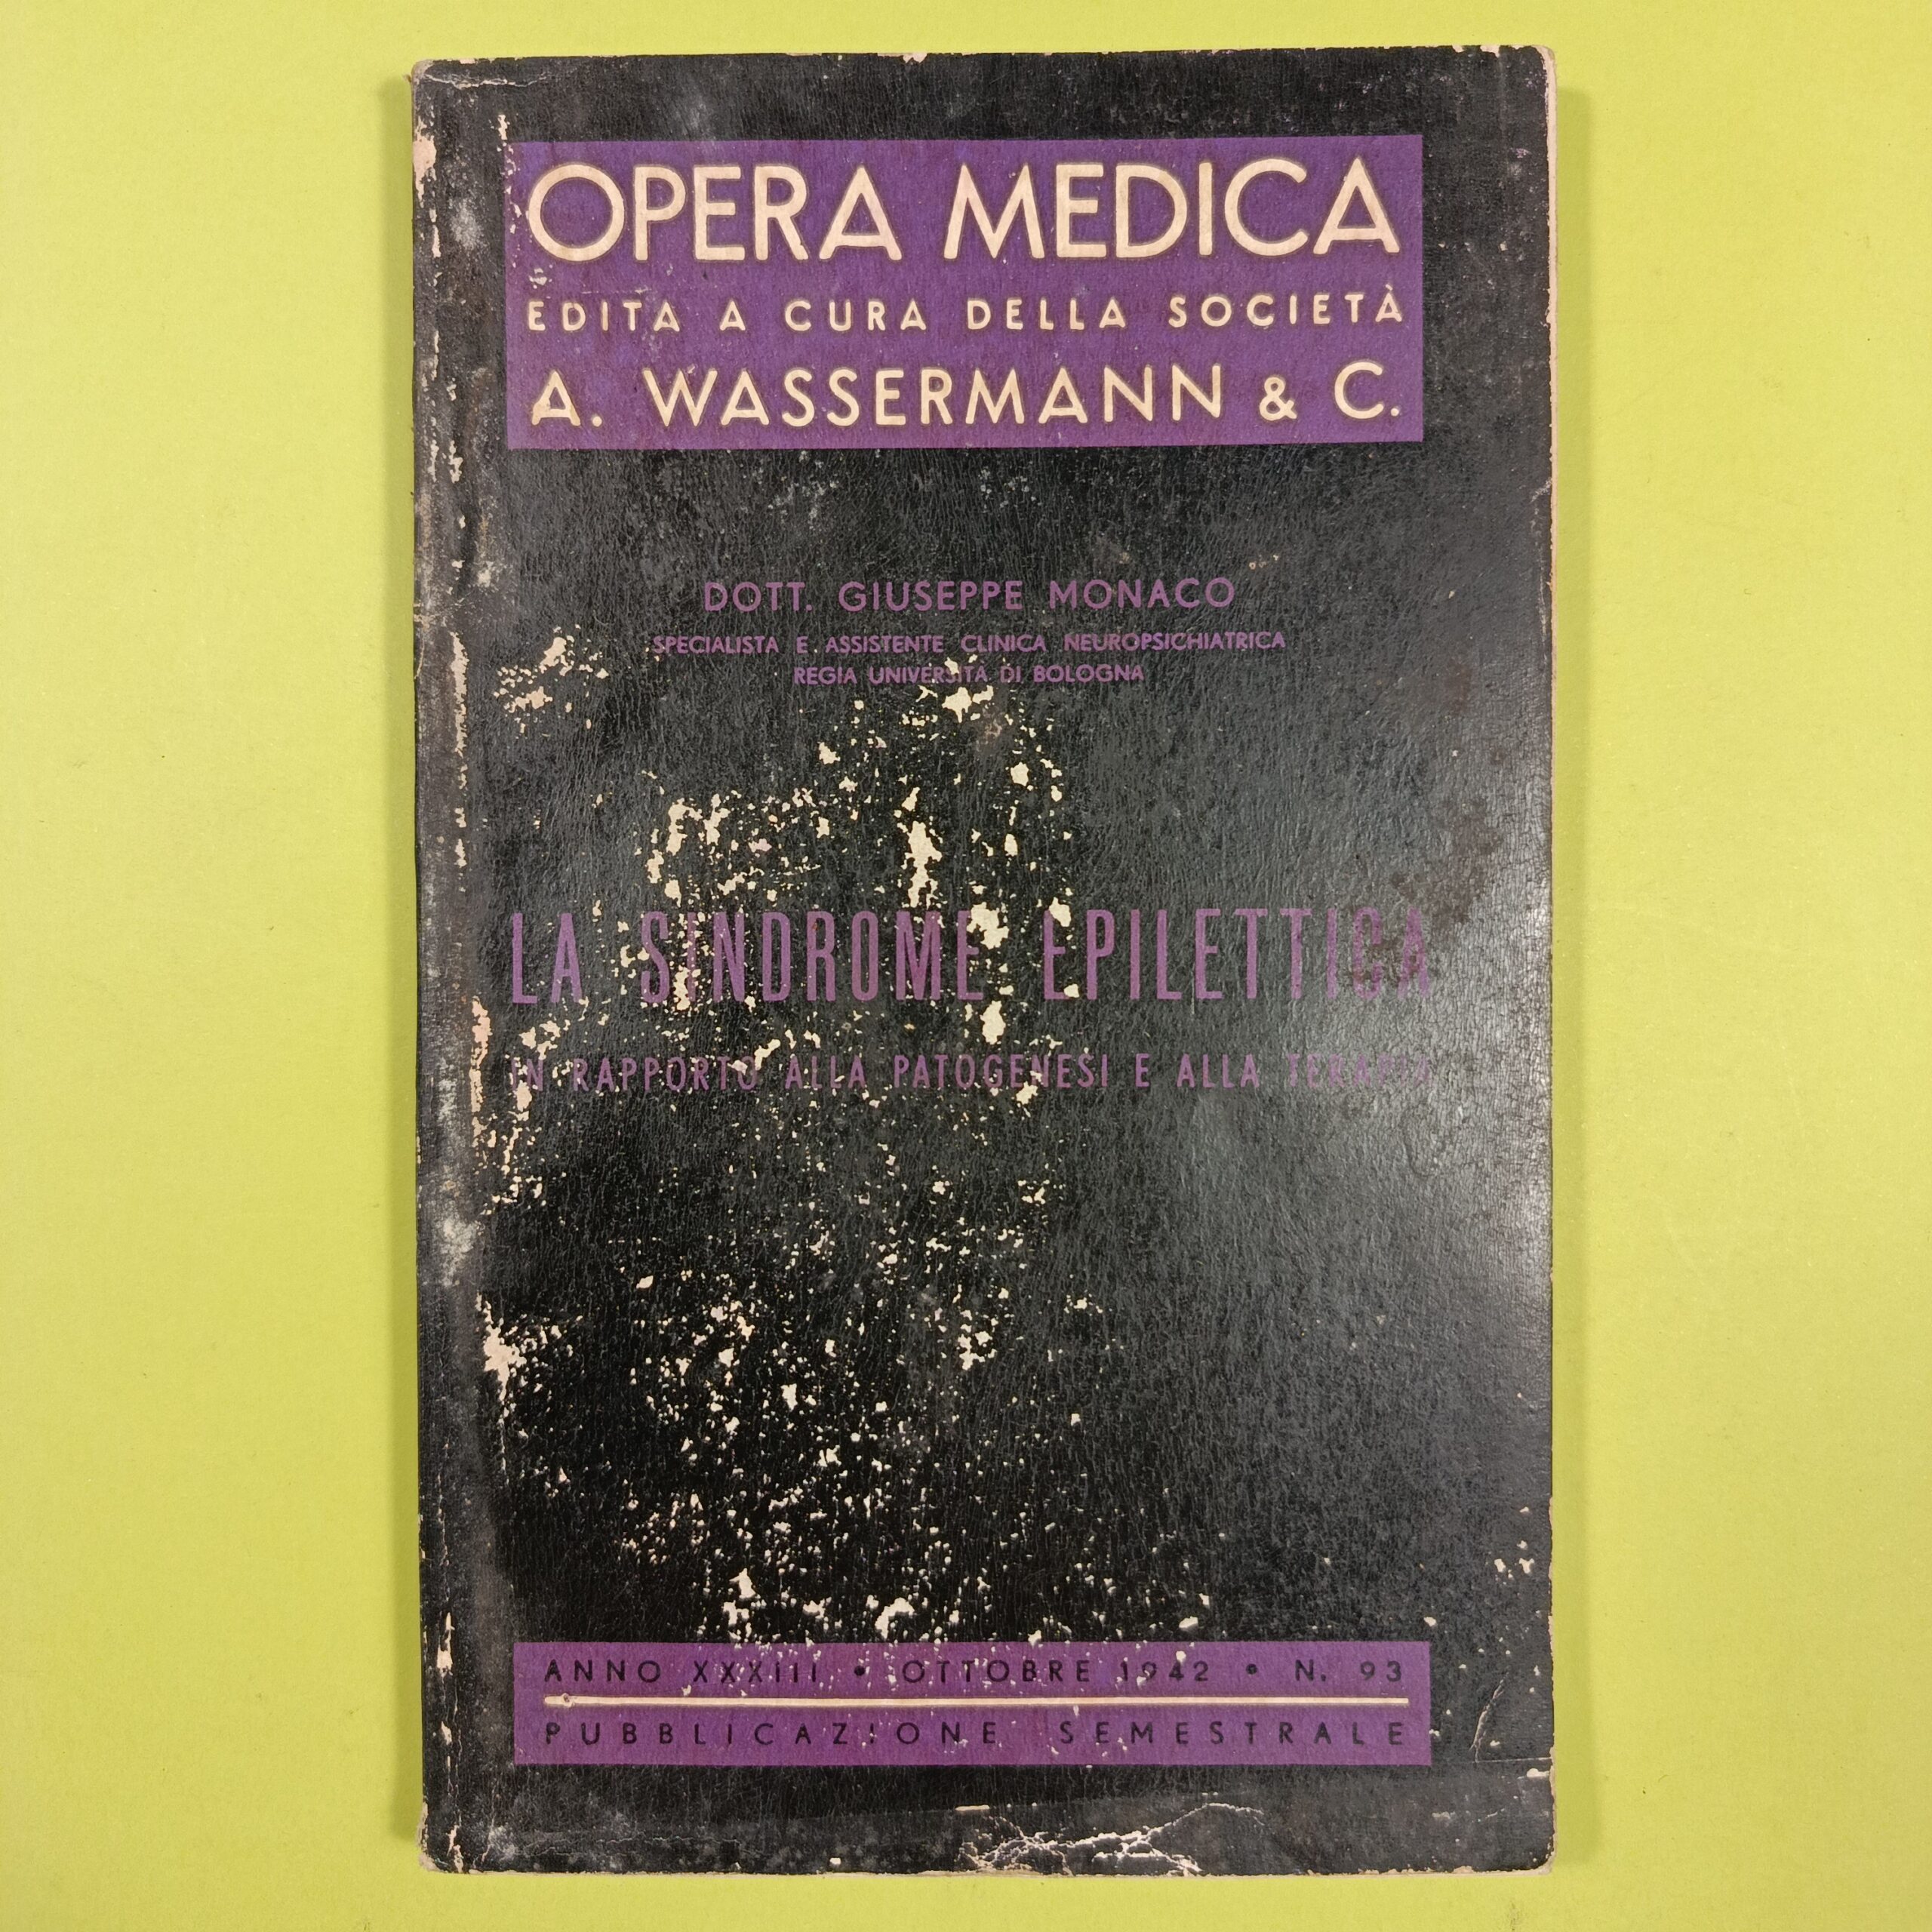 OPERA MEDICA
EDITA A CURA DELLA SOCIETÀ
A. WASSERMANN & C.
DOTT. GIUSEPPE MONACO
SPECIALISTA E ASSISTENTE CLINICA NEUROPSICHIATRICA
REGIA UNIVERSITÀ DI BOLOGNA
LA SINDROME EPILETTICA
IN RAPPORTO ALLA PATOGENESI E ALLA TERAPIA
ANNO XXXIII • OTTOBRE 1942 • N. 93
PUBBLICAZIONE SEMESTRALE